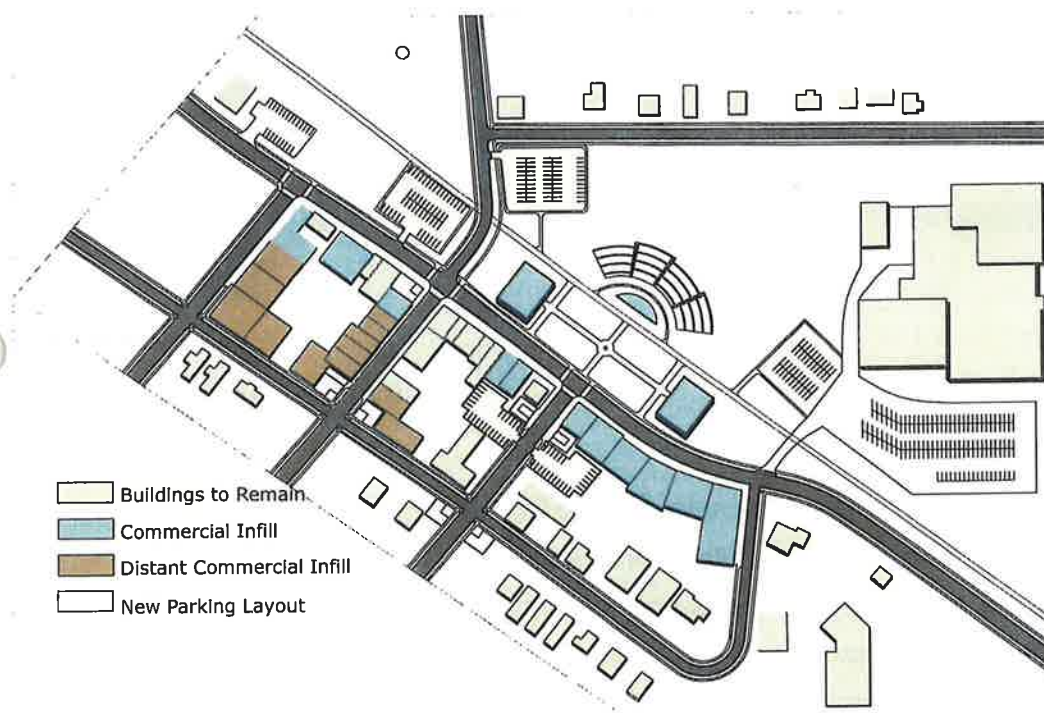 Buildings to Remain
Commercial Infill
Distant Commercial Infill
New Parking Layout